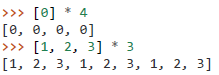 >>> [0] * 4
[0, 0, 0, 0]
>>> [1, 2, 3] * 3
[1, 2, 3, 1, 2, 3, 1, 2, 3]